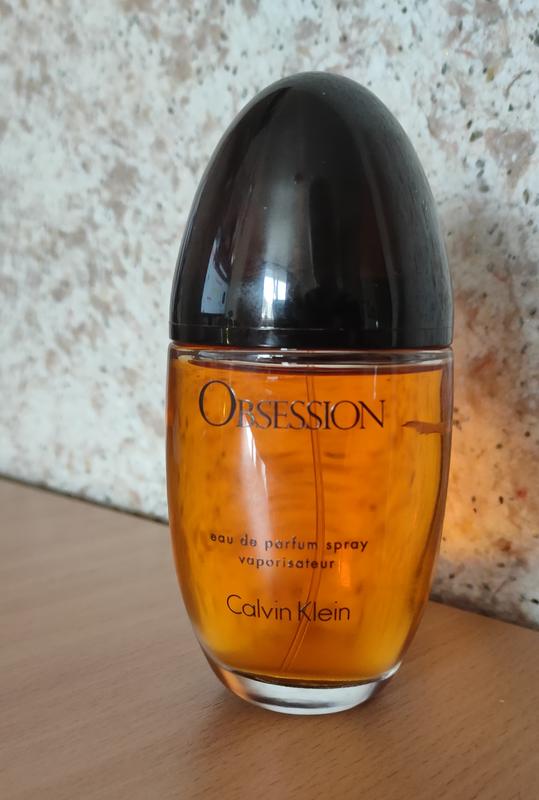 OBSESSION
eau de parfum spray
vaporisateur
Calvin Klein